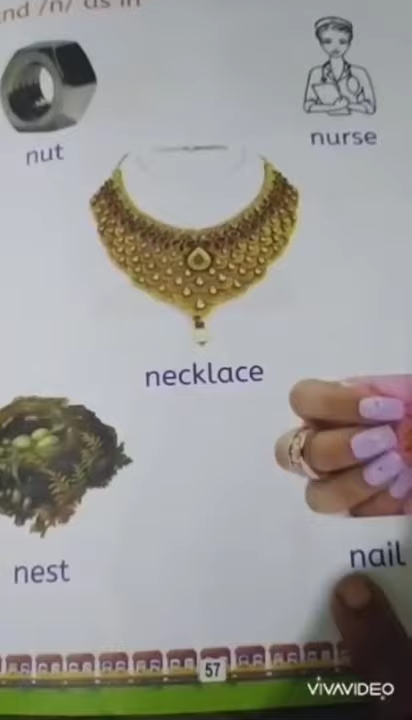 nd /n/ as in
nut
nurse
necklace
nest
nail
57
VIVAVIDEO